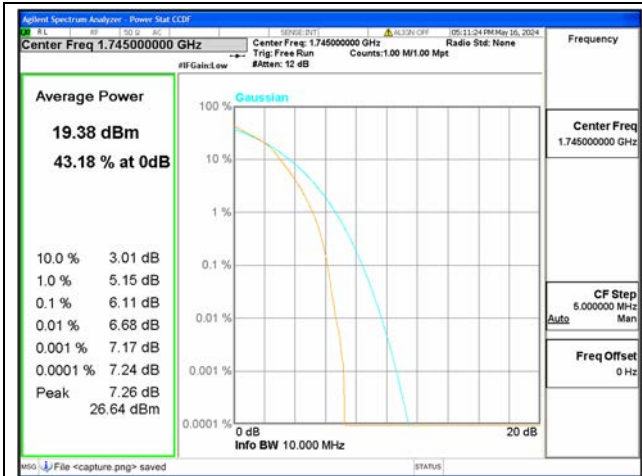 Agilent Spectrum Analyzer - Power Stat CCDF
RL RF 50 Ω AC SENSE:INT ALIGN OFF 05:11:24 PM May 16, 2024
Center Freq 1.745000000 GHz
Center Freq: 1.745000000 GHz Radio Std: None
Trig: Free Run Counts:1.00 M/1.00 Mpt
#IFGain:Low #Atten: 12 dB
Frequency
Average Power
19.38 dBm
43.18 % at 0dB
10.0 % 3.01 dB
1.0 % 5.15 dB
0.1 % 6.11 dB
0.01 % 6.68 dB
0.001 % 7.17 dB
0.0001 % 7.24 dB
Peak 7.26 dB
26.64 dBm
Gaussian
100 %
10 %
1 %
0.1 %
0.01 %
0.001 %
0.0001 %
0 dB 20 dB
Info BW 10.000 MHz
Center Freq
1.745000000 GHz
CF Step
5.000000 MHz
Auto Man
Freq Offset
0 Hz
MSG File <capture.png> saved STATUS